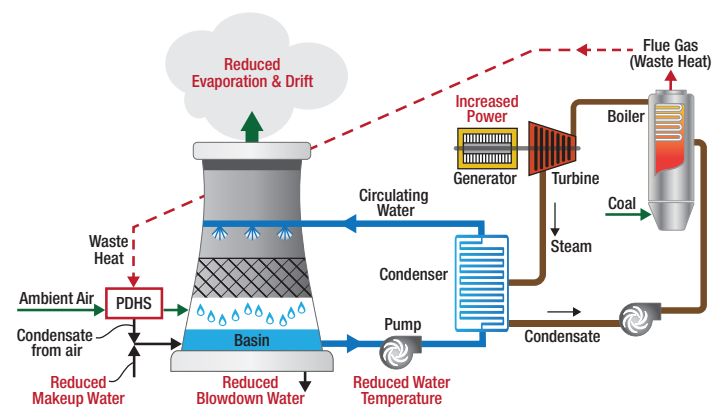 Reduced
Evaporation & Drift
Flue Gas
(Waste Heat)
Increased
Power
Boiler
Generator
Turbine
Circulating
Water
Coal
Waste
Heat
Steam
Condenser
Ambient Air
PDHS
Condensate
from air
Basin
Pump
Condensate
Reduced
Makeup Water
Reduced
Blowdown Water
Reduced Water
Temperature